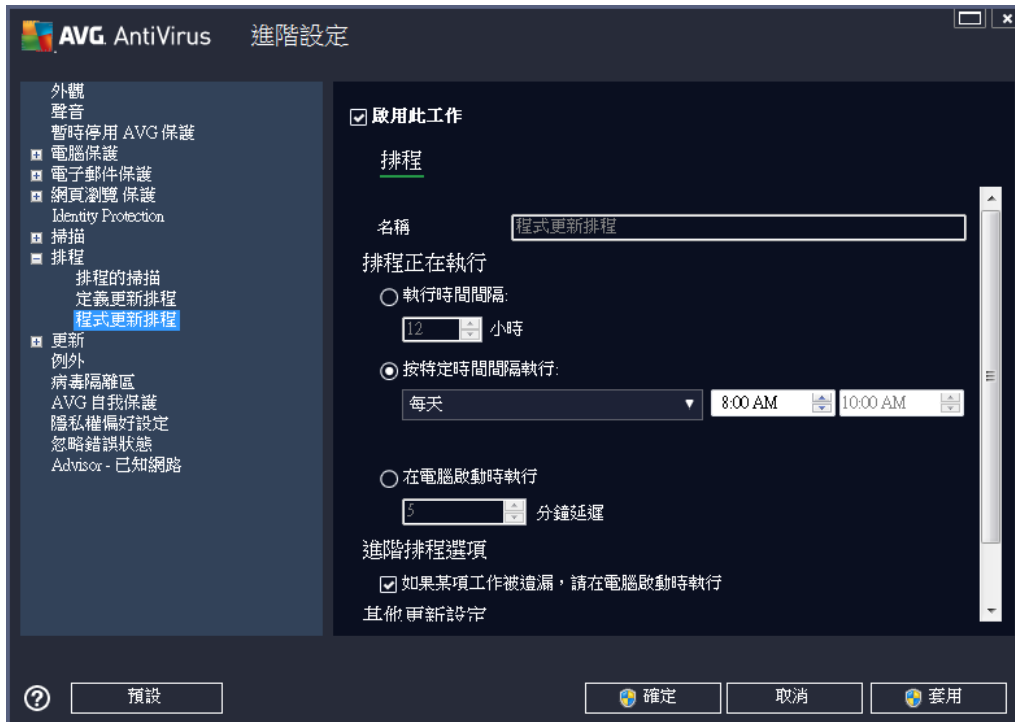 AVG AntiVirus 進階設定
外觀
聲音
暫時停用 AVG 保護
電腦保護
電子郵件保護
網頁瀏覽 保護
Identity Protection
掃描
排程
排程的掃描
定義更新排程
程式更新排程
更新
例外
病毒隔離區
AVG 自我保護
隱私權偏好設定
忽略錯誤狀態
Advisor - 已知網路
啟用此工作
排程
名稱 程式更新排程
排程正在執行
執行時間間隔:
12 小時
按特定時間間隔執行:
每天 8:00 AM 10:00 AM
在電腦啟動時執行
5 分鐘延遲
進階排程選項
如果某項工作被遺漏，請在電腦啟動時執行
其他更新設定
預設 確定 取消 套用